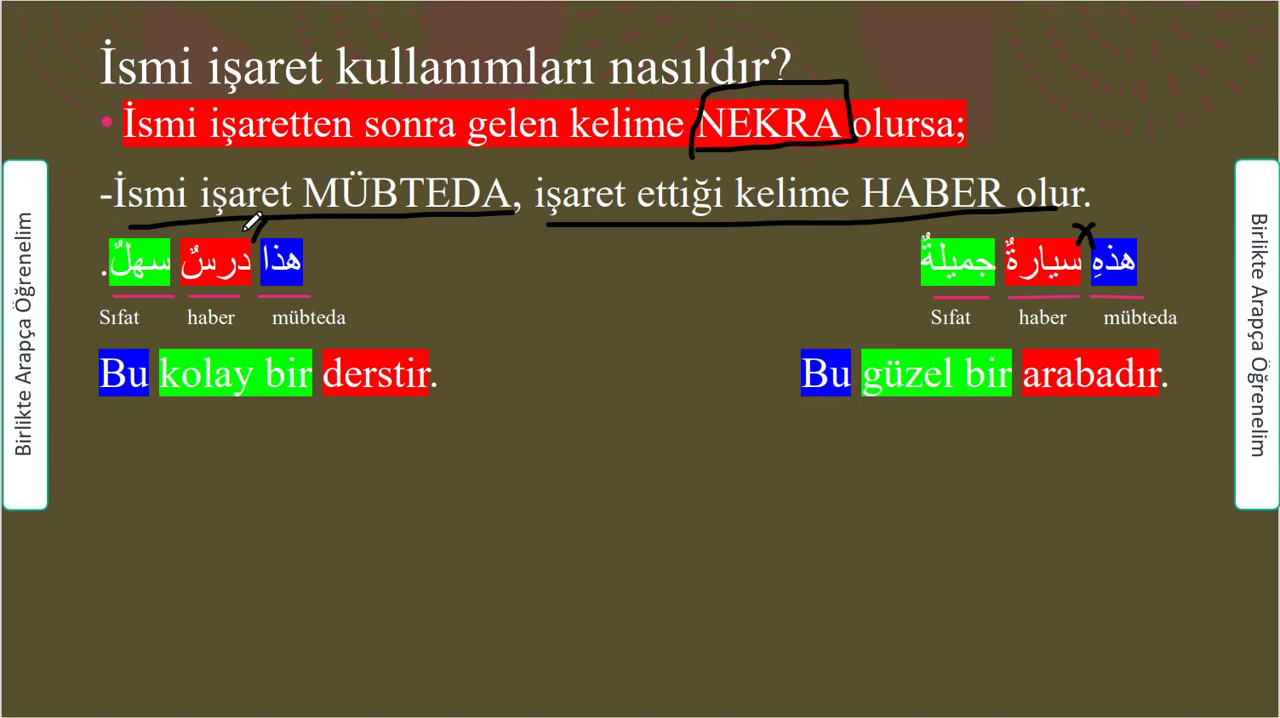 İsmi işaret kullanımları nasıldır?
• İsmi işaretten sonra gelen kelime NEKRA olursa;
-İsmi işaret MÜBTEDA, işaret ettiği kelime HABER olur.
هذهِ سيارةٌ جميلةٌ
mübteda haber Sıfat
Bu güzel bir arabadır.
هذا درسٌ سهلٌ.
mübteda haber Sıfat
Bu kolay bir derstir.
Birlikte Arapça Öğrenelim
Birlikte Arapça Öğrenelim